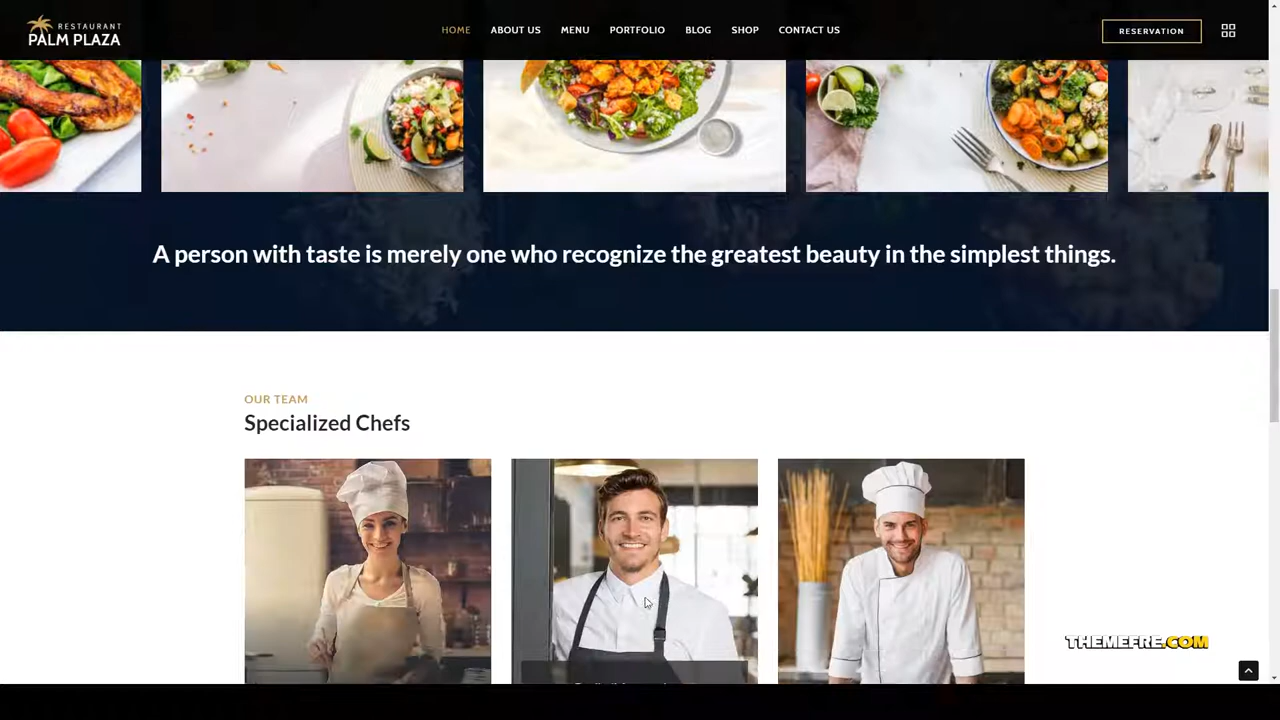 RESTAURANT
PALM PLAZA
HOME ABOUT US MENU PORTFOLIO BLOG SHOP CONTACT US
RESERVATION
A person with taste is merely one who recognize the greatest beauty in the simplest things.
OUR TEAM
Specialized Chefs
THEMEFRE.COM